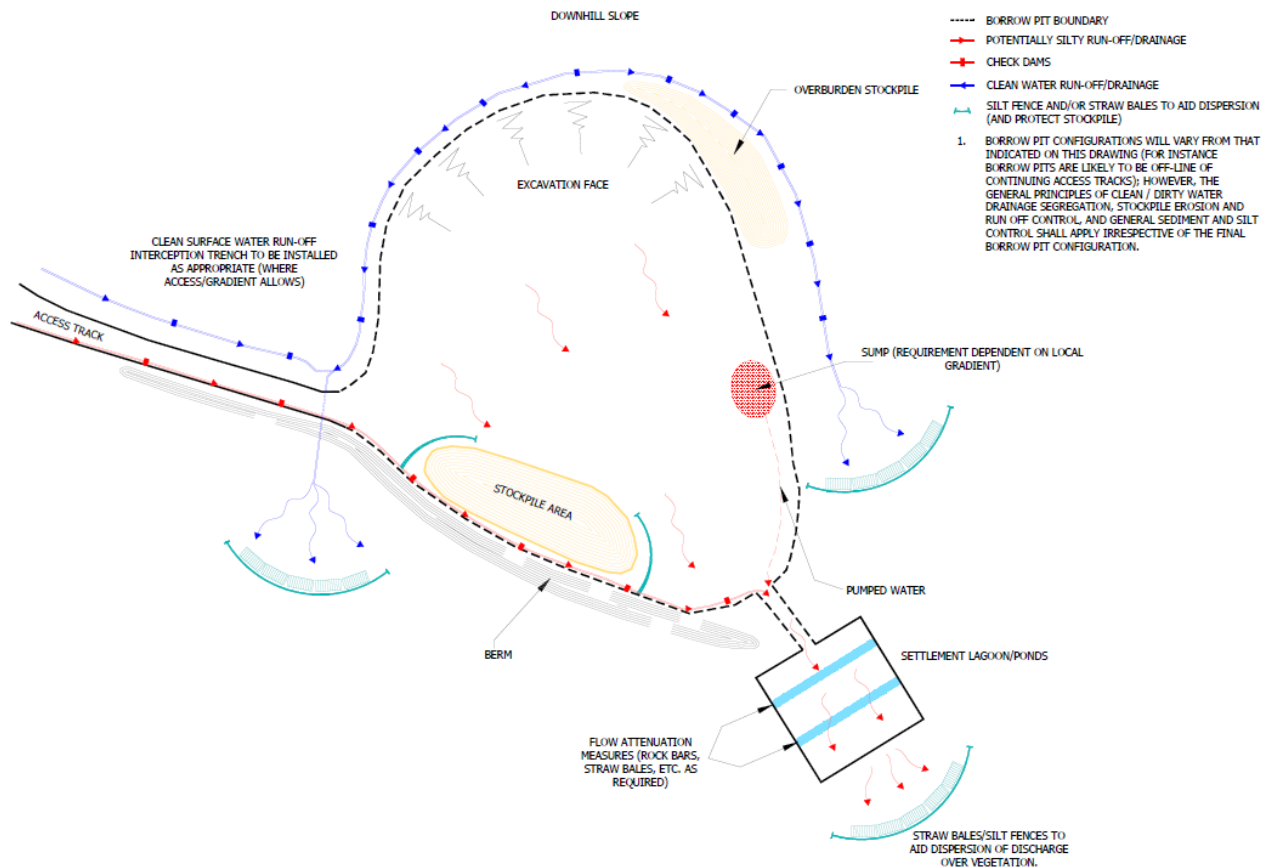 DOWNHILL SLOPE
BORROW PIT BOUNDARY
POTENTIALLY SILTY RUN-OFF/DRAINAGE
CHECK DAMS
CLEAN WATER RUN-OFF/DRAINAGE
SILT FENCE AND/OR STRAW BALES TO AID DISPERSION
(AND PROTECT STOCKPILE)
1. BORROW PIT CONFIGURATIONS WILL VARY FROM THAT
INDICATED ON THIS DRAWING (FOR INSTANCE
BORROW PITS ARE LIKELY TO BE OFF-LINE OF
CONTINUING ACCESS TRACKS); HOWEVER, THE
GENERAL PRINCIPLES OF CLEAN / DIRTY WATER
DRAINAGE SEGREGATION, STOCKPILE EROSION AND
RUN OFF CONTROL, AND GENERAL SEDIMENT AND SILT
CONTROL SHALL APPLY IRRESPECTIVE OF THE FINAL
BORROW PIT CONFIGURATION.
OVERBURDEN STOCKPILE
EXCAVATION FACE
CLEAN SURFACE WATER RUN-OFF
INTERCEPTION TRENCH TO BE INSTALLED
AS APPROPRIATE (WHERE
ACCESS/GRADIENT ALLOWS)
ACCESS TRACK
SUMP (REQUIREMENT DEPENDENT ON LOCAL
GRADIENT)
STOCKPILE AREA
PUMPED WATER
BERM
SETTLEMENT LAGOON/PONDS
FLOW ATTENUATION
MEASURES (ROCK BARS,
STRAW BALES, ETC. AS
REQUIRED)
STRAW BALES/SILT FENCES TO
AID DISPERSION OF DISCHARGE
OVER VEGETATION.